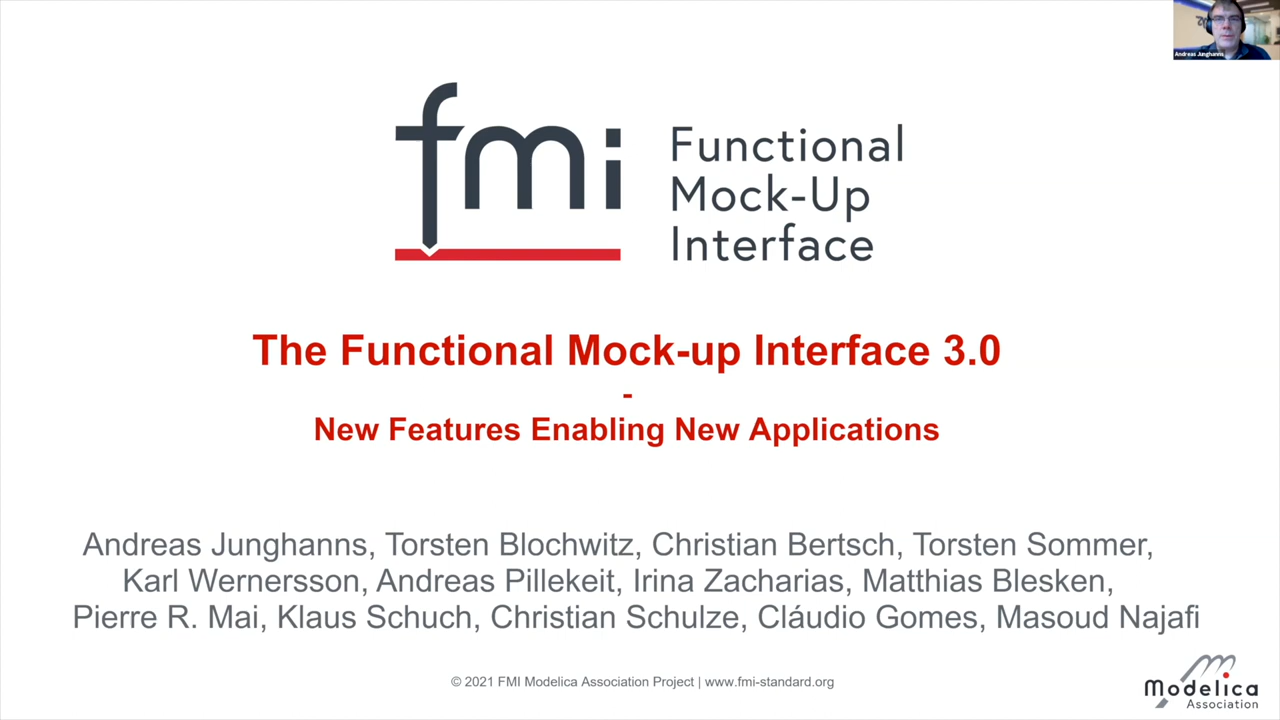 Andreas Junghanns
fmi
Functional
Mock-Up
Interface
The Functional Mock-up Interface 3.0
-
New Features Enabling New Applications
Andreas Junghanns, Torsten Blochwitz, Christian Bertsch, Torsten Sommer,
Karl Wernersson, Andreas Pillekeit, Irina Zacharias, Matthias Blesken,
Pierre R. Mai, Klaus Schuch, Christian Schulze, Cláudio Gomes, Masoud Najafi
© 2021 FMI Modelica Association Project | www.fmi-standard.org
Modelica
Association